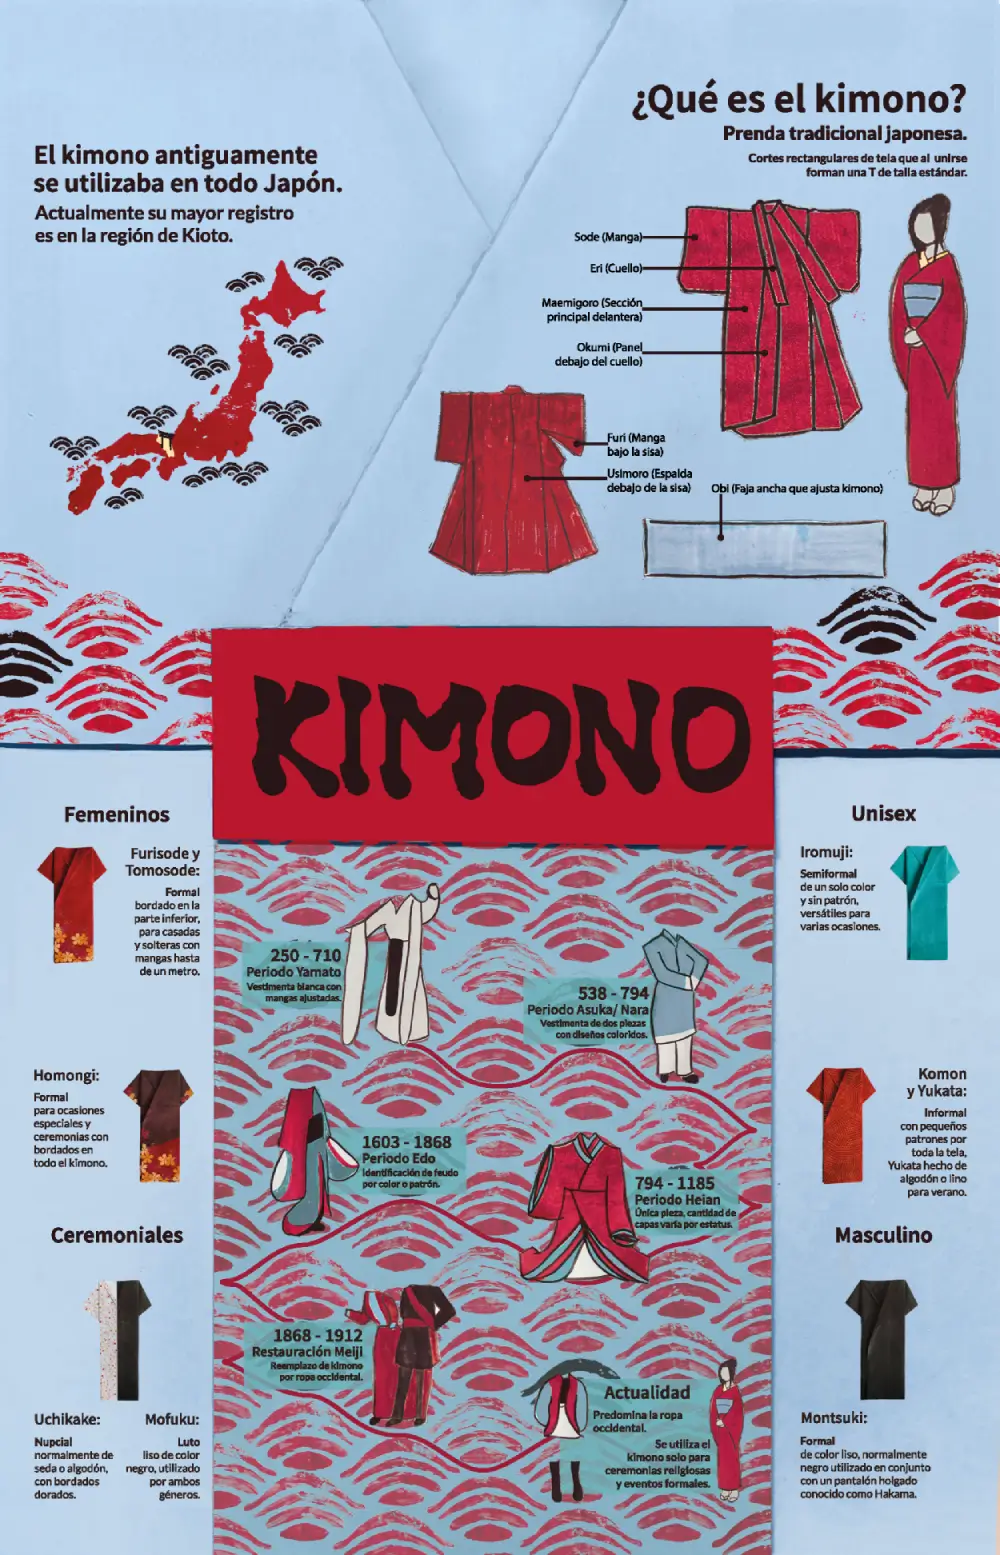 ¿Qué es el kimono?
Prenda tradicional japonesa.
Cortes rectangulares de tela que al unirse
forman una T de talla estándar.
El kimono antiguamente
se utilizaba en todo Japón.
Actualmente su mayor registro
es en la región de Kioto.
Sode (Manga)
Eri (Cuello)
Maemigoro (Sección
principal delantera)
Okumi (Panel
debajo del cuello)
Furi (Manga
bajo la sisa)
Usimoro (Espalda
debajo de la sisa)
Obi (Faja ancha que ajusta kimono)
KIMONO
Femeninos
Furisode y
Tomosode:
Formal
bordado en la
parte inferior,
para casadas
y solteras con
mangas hasta
de un metro.
Homongi:
Formal
para ocasiones
especiales y
ceremonias con
bordados en
todo el kimono.
Ceremoniales
Uchikake:
Nupcial
normalmente de
seda o algodón,
con bordados
dorados.
Mofuku:
Luto
liso de color
negro, utilizado
por ambos
géneros.
250 - 710
Periodo Yamato
Vestimenta blanca con
mangas ajustadas.
538 - 794
Periodo Asuka/ Nara
Vestimenta de dos piezas
con diseños coloridos.
1603 - 1868
Periodo Edo
Identificación de feudo
por color o patrón.
794 - 1185
Periodo Heian
Única pieza, cantidad de
capas varía por estatus.
1868 - 1912
Restauración Meiji
Reemplazo de kimono
por ropa occidental.
Actualidad
Predomina la ropa
occidental.
Se utiliza el
kimono solo para
ceremonias religiosas
y eventos formales.
Unisex
Iromuji:
Semiformal
de un solo color
y sin patrón,
versátiles para
varias ocasiones.
Komon
y Yukata:
Informal
con pequeños
patrones por
toda la tela,
Yukata hecho de
algodón o lino
para verano.
Masculino
Montsuki:
Formal
de color liso, normalmente
negro utilizado en conjunto
con un pantalón Holgado
conocido como Hakama.